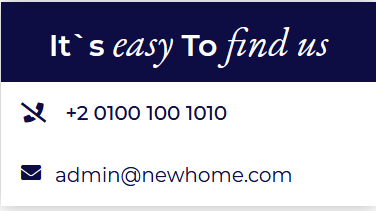 It`s easy To find us
+2 0100 100 1010
admin@newhome.com